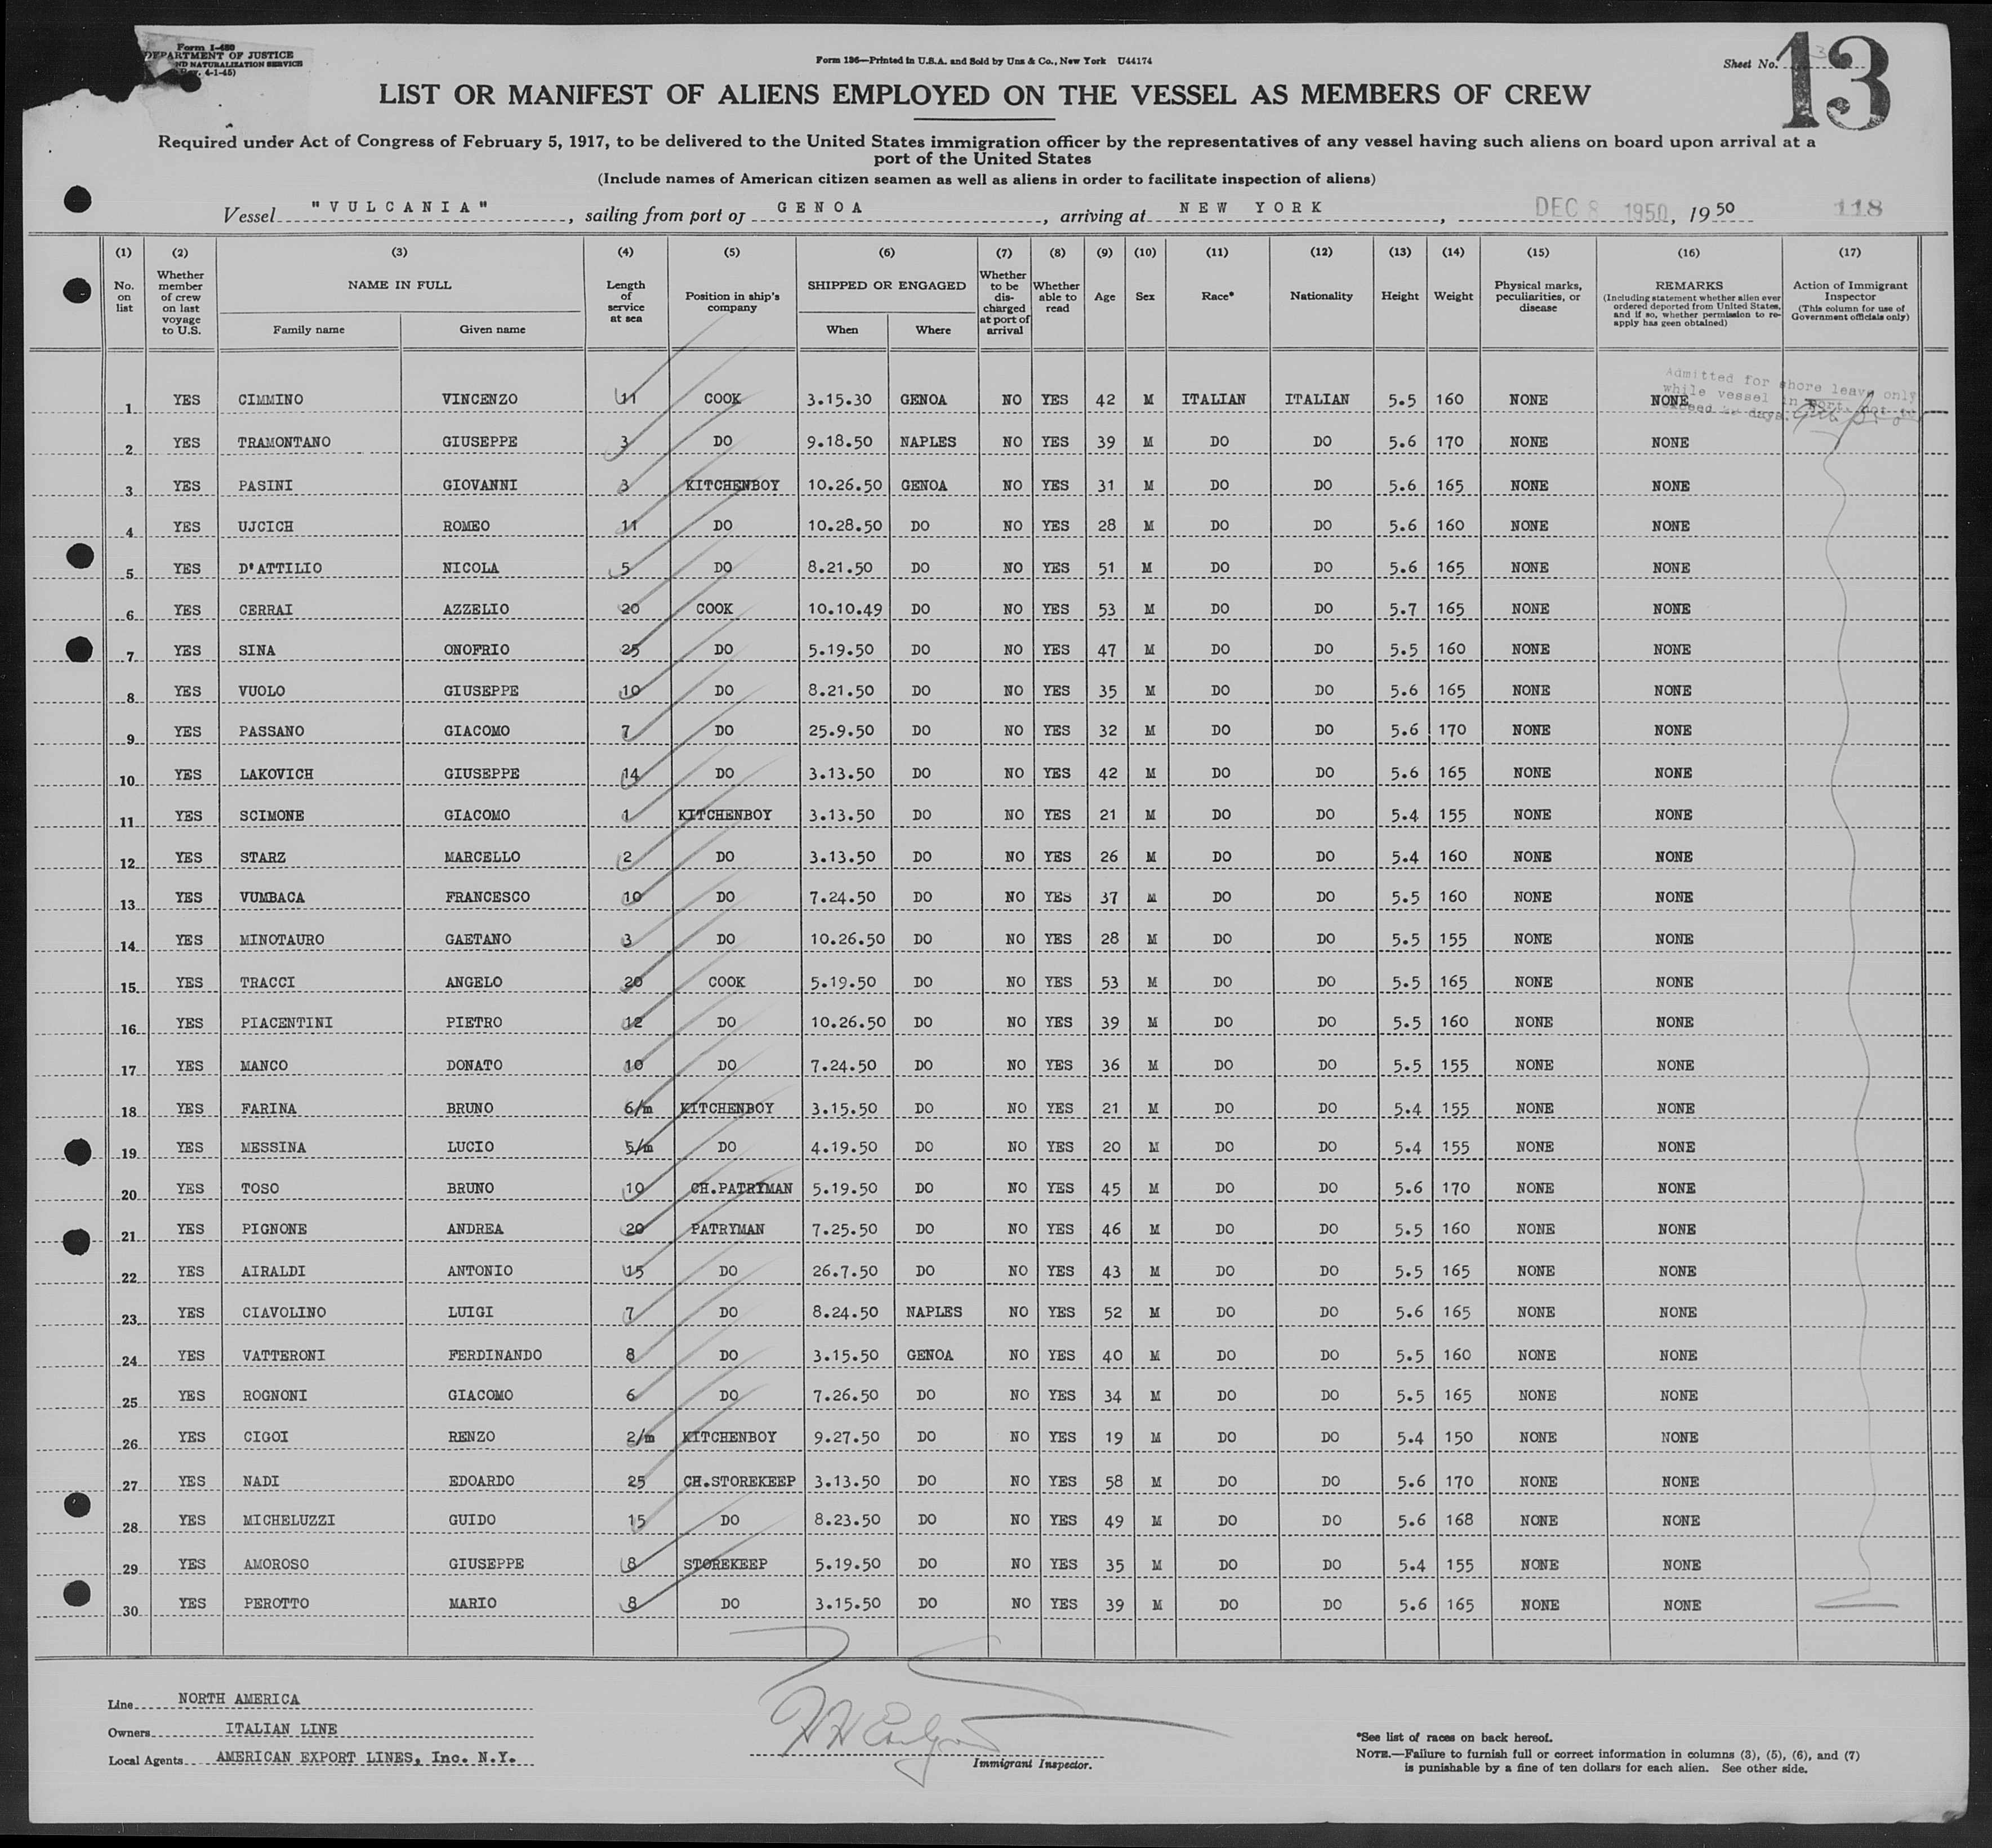 Form I-480
DEPARTMENT OF JUSTICE
ND NATURALIZATION SERVICE
4-1-45)
Form 136—Printed in U.S.A. and Sold by Unz & Co., New York U44174
Sheet No. 13
LIST OR MANIFEST OF ALIENS EMPLOYED ON THE VESSEL AS MEMBERS OF CREW
Required under Act of Congress of February 5, 1917, to be delivered to the United States immigration officer by the representatives of any vessel having such aliens on board upon arrival at a
port of the United States
(Include names of American citizen seamen as well as aliens in order to facilitate inspection of aliens)
Vessel "VULCANIA", sailing from port of GENOA, arriving at NEW YORK, DEC 8 1950, 1950 118
(1) (2) (3) (4) (5) (6) (7) (8) (9) (10) (11) (12) (13) (14) (15) (16) (17)
No. on list
Whether member of crew on last voyage to U.S.
NAME IN FULL
Family name Given name
Length of service at sea
Position in ship's company
SHIPPED OR ENGAGED
When Where
Whether to be discharged at port of arrival
Whether able to read
Age
Sex
Race*
Nationality
Height
Weight
Physical marks, peculiarities, or disease
REMARKS
(Including statement whether alien ever ordered deported from United States, and if so, whether permission to re-apply has geen obtained)
Action of Immigrant Inspector
(This column for use of Government officials only)
Admitted for shore leave only
while vessel in port, not to
exceed days.
1 YES CIMMINO VINCENZO 11 COOK 3.15.30 GENOA NO YES 42 M ITALIAN ITALIAN 5.5 160 NONE NONE
2 YES TRAMONTANO GIUSEPPE 3 DO 9.18.50 NAPLES NO YES 39 M DO DO 5.6 170 NONE NONE
3 YES PASINI GIOVANNI 3 KITCHENBOY 10.26.50 GENOA NO YES 31 M DO DO 5.6 165 NONE NONE
4 YES UJCICH ROMEO 11 DO 10.28.50 DO NO YES 28 M DO DO 5.6 160 NONE NONE
5 YES D'ATTILIO NICOLA 5 DO 8.21.50 DO NO YES 51 M DO DO 5.6 165 NONE NONE
6 YES CERRAI AZZELIO 20 COOK 10.10.49 DO NO YES 53 M DO DO 5.7 165 NONE NONE
7 YES SINA ONOFRIO 25 DO 5.19.50 DO NO YES 47 M DO DO 5.5 160 NONE NONE
8 YES VUOLO GIUSEPPE 10 DO 8.21.50 DO NO YES 35 M DO DO 5.6 165 NONE NONE
9 YES PASSANO GIACOMO 7 DO 25.9.50 DO NO YES 32 M DO DO 5.6 170 NONE NONE
10 YES LAKOVICH GIUSEPPE 14 DO 3.13.50 DO NO YES 42 M DO DO 5.6 165 NONE NONE
11 YES SCIMONE GIACOMO 1 KITCHENBOY 3.13.50 DO NO YES 21 M DO DO 5.4 155 NONE NONE
12 YES STARZ MARCELLO 2 DO 3.13.50 DO NO YES 26 M DO DO 5.4 160 NONE NONE
13 YES VUMBACA FRANCESCO 10 DO 7.24.50 DO NO YES 37 M DO DO 5.5 160 NONE NONE
14 YES MINOTAURO GAETANO 3 DO 10.26.50 DO NO YES 28 M DO DO 5.5 155 NONE NONE
15 YES TRACCI ANGELO 20 COOK 5.19.50 DO NO YES 53 M DO DO 5.5 165 NONE NONE
16 YES PIACENTINI PIETRO 12 DO 10.26.50 DO NO YES 39 M DO DO 5.5 160 NONE NONE
17 YES MANCO DONATO 10 DO 7.24.50 DO NO YES 36 M DO DO 5.5 155 NONE NONE
18 YES FARINA BRUNO 6/m KITCHENBOY 3.15.50 DO NO YES 21 M DO DO 5.4 155 NONE NONE
19 YES MESSINA LUCIO 5/m DO 4.19.50 DO NO YES 20 M DO DO 5.4 155 NONE NONE
20 YES TOSO BRUNO 10 CH.PATRYMAN 5.19.50 DO NO YES 45 M DO DO 5.6 170 NONE NONE
21 YES PIGNONE ANDREA 20 PATRYMAN 7.25.50 DO NO YES 46 M DO DO 5.5 160 NONE NONE
22 YES AIRALDI ANTONIO 15 DO 26.7.50 DO NO YES 43 M DO DO 5.5 165 NONE NONE
23 YES CIAVOLINO LUIGI 7 DO 8.24.50 NAPLES NO YES 52 M DO DO 5.6 165 NONE NONE
24 YES VATTERONI FERDINANDO 8 DO 3.15.50 GENOA NO YES 40 M DO DO 5.5 160 NONE NONE
25 YES ROGNONI GIACOMO 6 DO 7.26.50 DO NO YES 34 M DO DO 5.5 165 NONE NONE
26 YES CIGOI RENZO 2/m KITCHENBOY 9.27.50 DO NO YES 19 M DO DO 5.4 150 NONE NONE
27 YES NADI EDOARDO 25 CH.STOREKEEP 3.13.50 DO NO YES 58 M DO DO 5.6 170 NONE NONE
28 YES MICHELUZZI GUIDO 15 DO 8.23.50 DO NO YES 49 M DO DO 5.6 168 NONE NONE
29 YES AMOROSO GIUSEPPE 8 STOREKEEP 5.19.50 DO NO YES 35 M DO DO 5.4 155 NONE NONE
30 YES PEROTTO MARIO 8 DO 3.15.50 DO NO YES 39 M DO DO 5.6 165 NONE NONE
Line NORTH AMERICA
Owners ITALIAN LINE
Local Agents AMERICAN EXPORT LINES, Inc. N.Y.
Immigrant Inspector.
*See list of races on back hereof.
NOTE.—Failure to furnish full or correct information in columns (3), (5), (6), and (7)
is punishable by a fine of ten dollars for each alien. See other side.